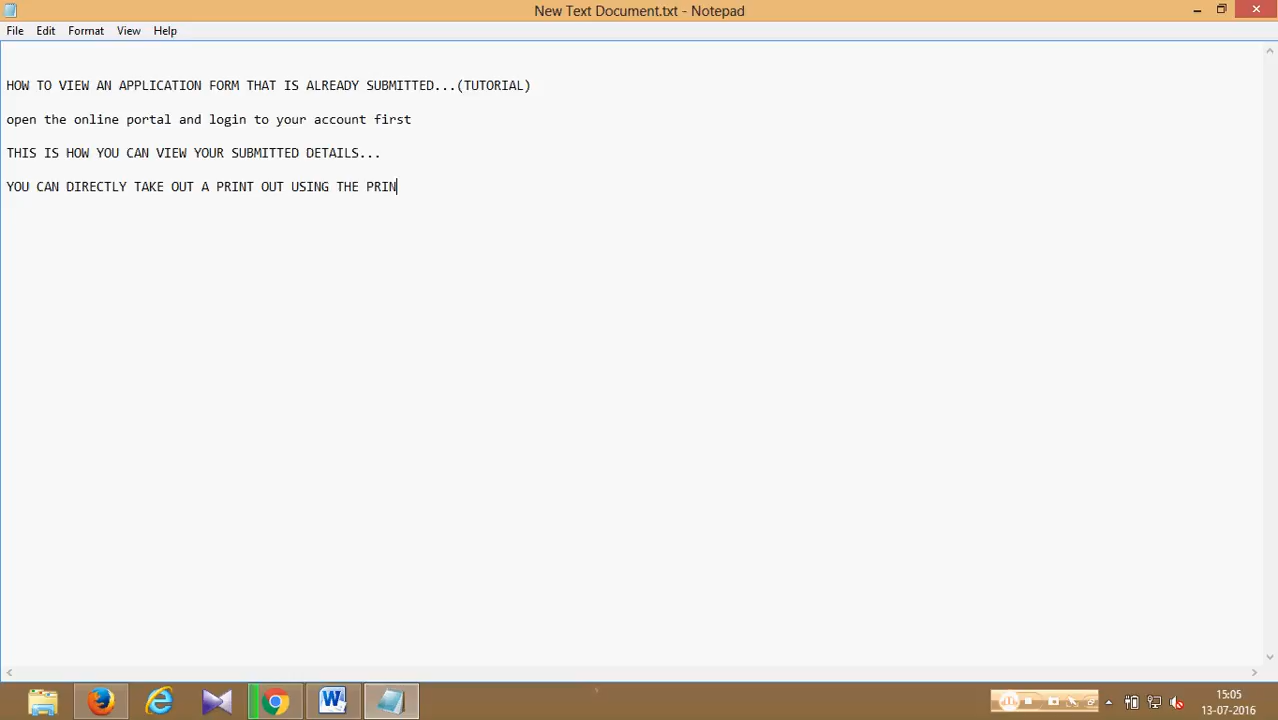 New Text Document.txt - Notepad
File Edit Format View Help
HOW TO VIEW AN APPLICATION FORM THAT IS ALREADY SUBMITTED...(TUTORIAL)
open the online portal and login to your account first
THIS IS HOW YOU CAN VIEW YOUR SUBMITTED DETAILS...
YOU CAN DIRECTLY TAKE OUT A PRINT OUT USING THE PRIN
15:05
13-07-2016